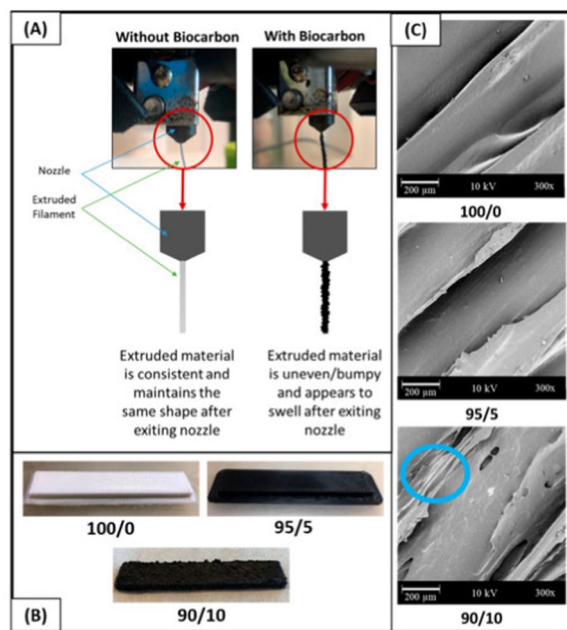 (A)
Without Biocarbon
With Biocarbon
Nozzle
Extruded
Filament
Extruded material
is consistent and
maintains the
same shape after
exiting nozzle
Extruded material
is uneven/bumpy
and appears to
swell after exiting
nozzle
(B)
100/0
95/5
90/10
(C)
200 µm 10 kV 300x
100/0
200 µm 10 kV 300x
95/5
200 µm 10 kV 300x
90/10